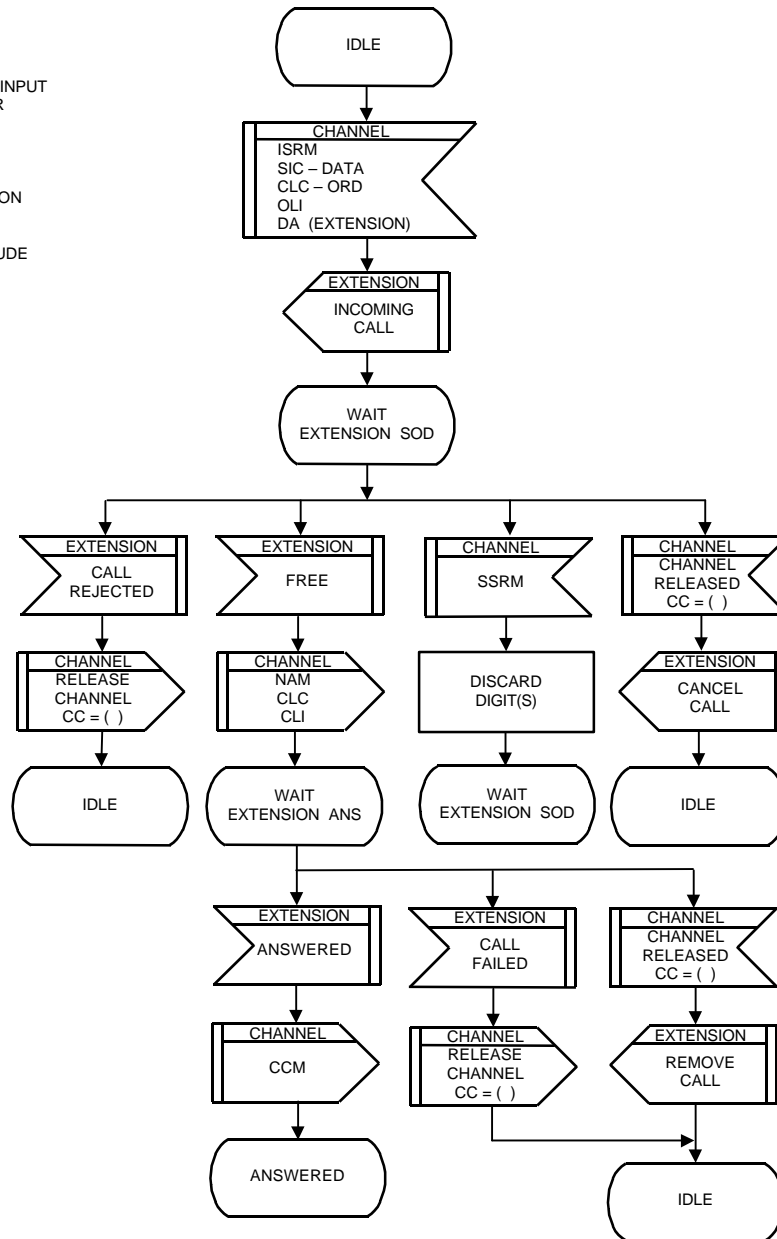 IDLE
INPUT
R
ON
UDE
CHANNEL
ISRM
SIC – DATA
CLC – ORD
OLI
DA (EXTENSION)
EXTENSION
INCOMING
CALL
WAIT
EXTENSION SOD
EXTENSION
CALL
REJECTED
EXTENSION
FREE
CHANNEL
SSRM
CHANNEL
CHANNEL
RELEASED
CC = ( )
CHANNEL
RELEASE
CHANNEL
CC = ( )
CHANNEL
NAM
CLC
CLI
DISCARD
DIGIT(S)
EXTENSION
CANCEL
CALL
IDLE
WAIT
EXTENSION ANS
WAIT
EXTENSION SOD
IDLE
EXTENSION
ANSWERED
EXTENSION
CALL
FAILED
CHANNEL
CHANNEL
RELEASED
CC = ( )
CHANNEL
CCM
CHANNEL
RELEASE
CHANNEL
CC = ( )
EXTENSION
REMOVE
CALL
ANSWERED
IDLE